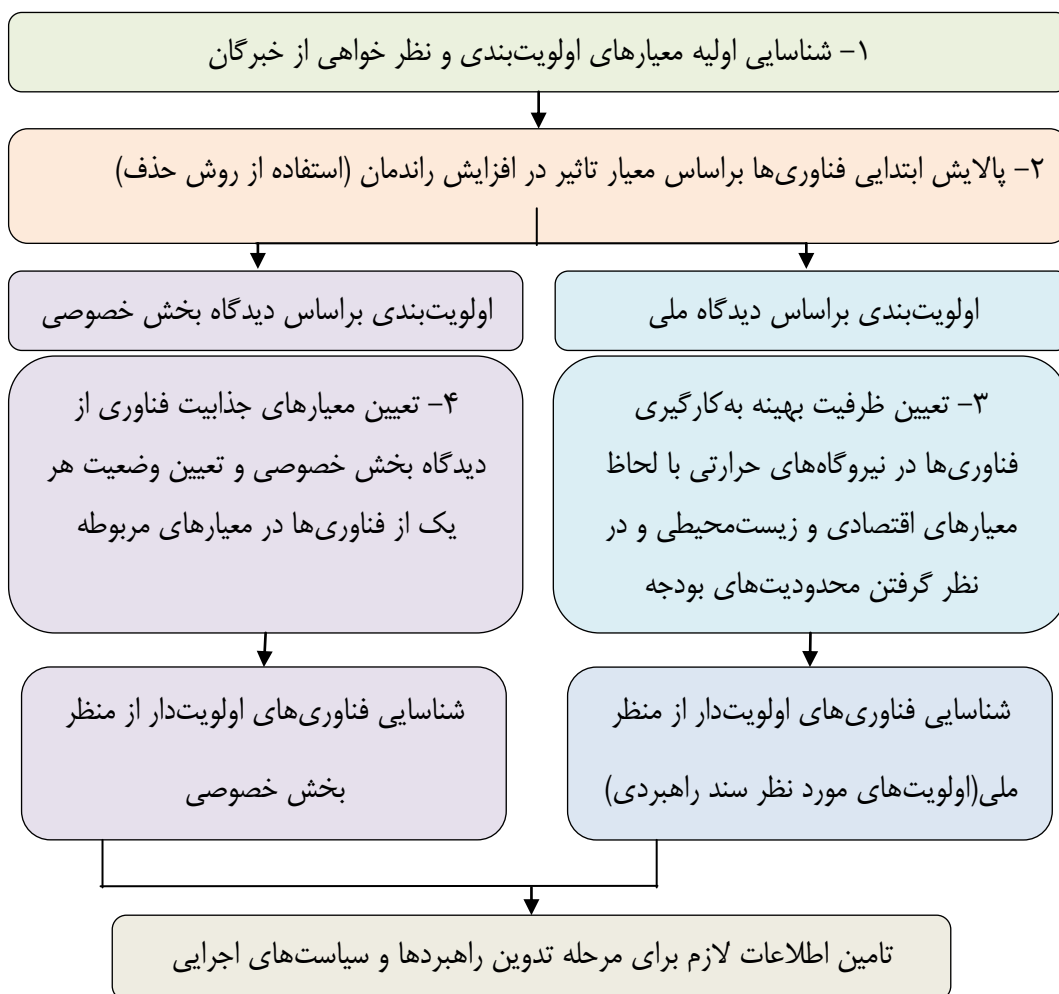 ۱- شناسایی اولیه معیارهای اولویت‌بندی و نظر خواهی از خبرگان
۲- پالایش ابتدایی فناوری‌ها براساس معیار تاثیر در افزایش راندمان (استفاده از روش حذف)
اولویت‌بندی براساس دیدگاه ملی
اولویت‌بندی براساس دیدگاه بخش خصوصی
۳- تعیین ظرفیت بهینه به‌کارگیری
فناوری‌ها در نیروگاه‌های حرارتی با لحاظ
معیارهای اقتصادی و زیست‌محیطی و در
نظر گرفتن محدودیت‌های بودجه
۴- تعیین معیارهای جذابیت فناوری از
دیدگاه بخش خصوصی و تعیین وضعیت هر
یک از فناوری‌ها در معیارهای مربوطه
شناسایی فناوری‌های اولویت‌دار از منظر
ملی(اولویت‌های مورد نظر سند راهبردی)
شناسایی فناوری‌های اولویت‌دار از منظر
بخش خصوصی
تامین اطلاعات لازم برای مرحله تدوین راهبردها و سیاست‌های اجرایی